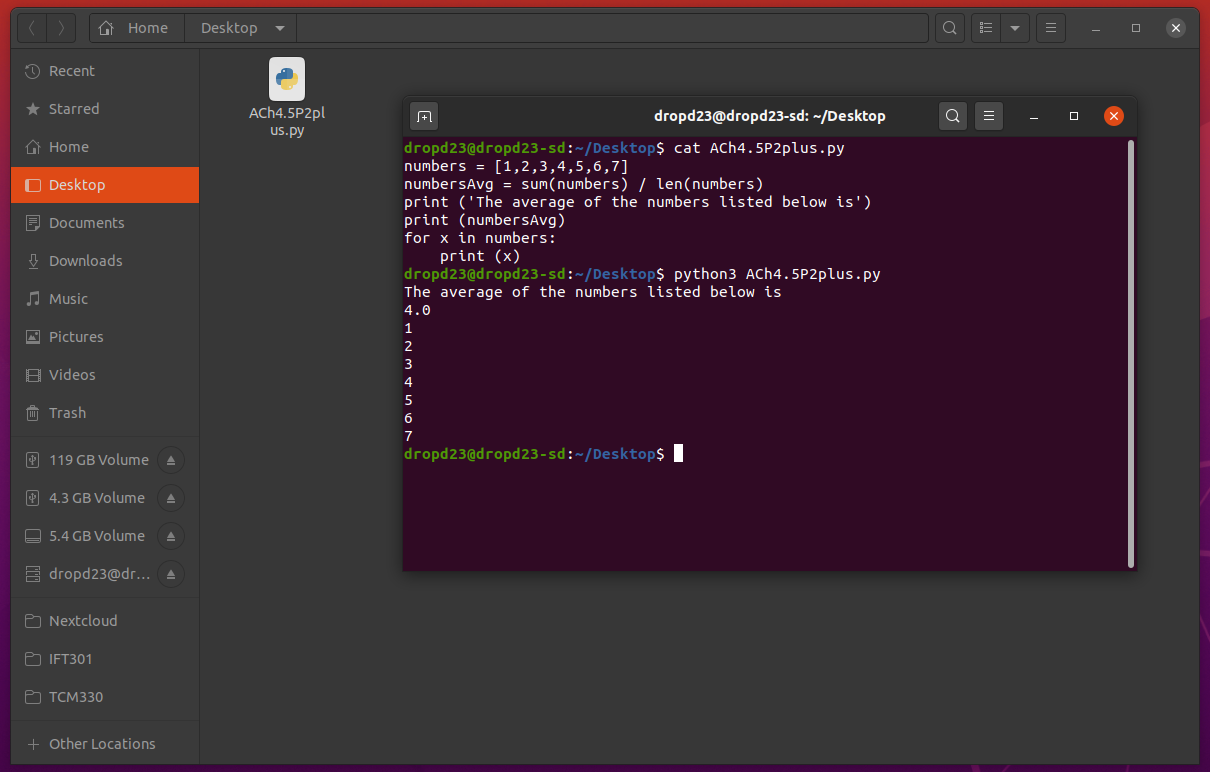 Home
Desktop
Recent
Starred
Home
Desktop
Documents
Downloads
Music
Pictures
Videos
Trash
119 GB Volume
4.3 GB Volume
5.4 GB Volume
dropd23@dr...
Nextcloud
IFT301
TCM330
Other Locations
ACh4.5P2pl
us.py
dropd23@dropd23-sd: ~/Desktop
dropd23@dropd23-sd:~/Desktop$ cat ACh4.5P2plus.py
numbers = [1,2,3,4,5,6,7]
numbersAvg = sum(numbers) / len(numbers)
print ('The average of the numbers listed below is')
print (numbersAvg)
for x in numbers:
    print (x)
dropd23@dropd23-sd:~/Desktop$ python3 ACh4.5P2plus.py
The average of the numbers listed below is
4.0
1
2
3
4
5
6
7
dropd23@dropd23-sd:~/Desktop$